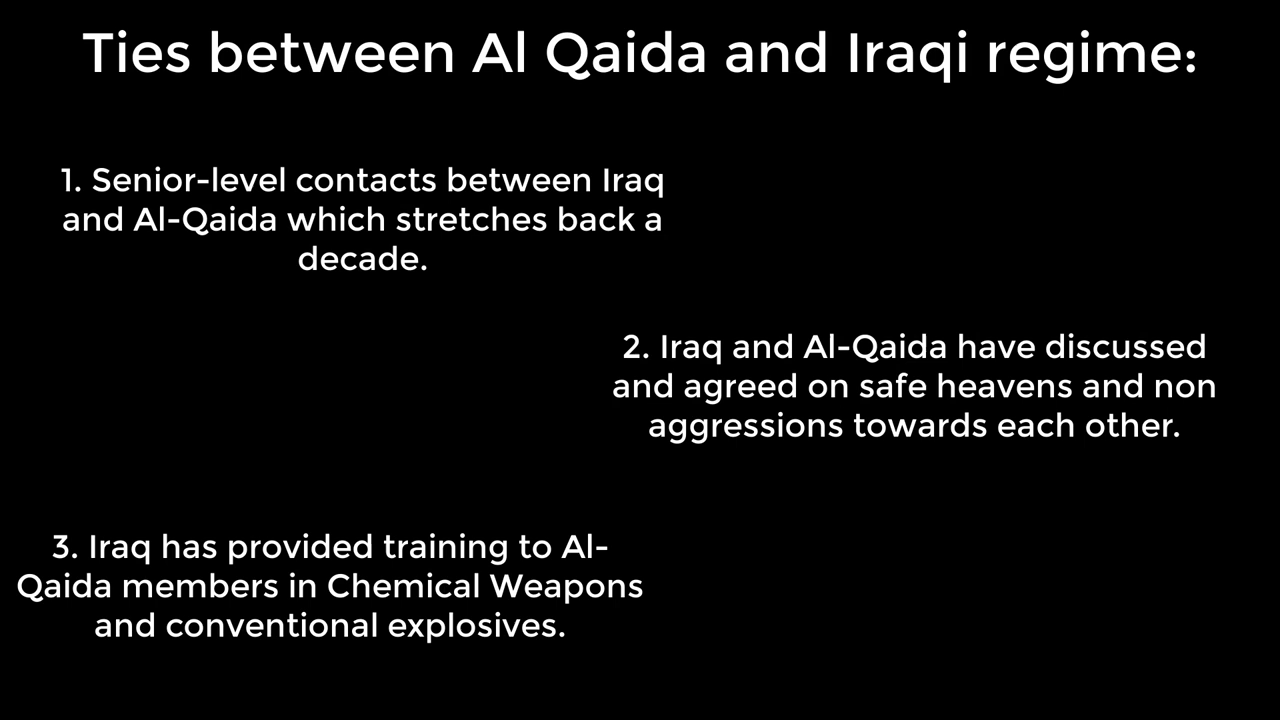 Ties between Al Qaida and Iraqi regime:
1. Senior-level contacts between Iraq
and Al-Qaida which stretches back a
decade.
2. Iraq and Al-Qaida have discussed
and agreed on safe heavens and non
aggressions towards each other.
3. Iraq has provided training to Al-
Qaida members in Chemical Weapons
and conventional explosives.